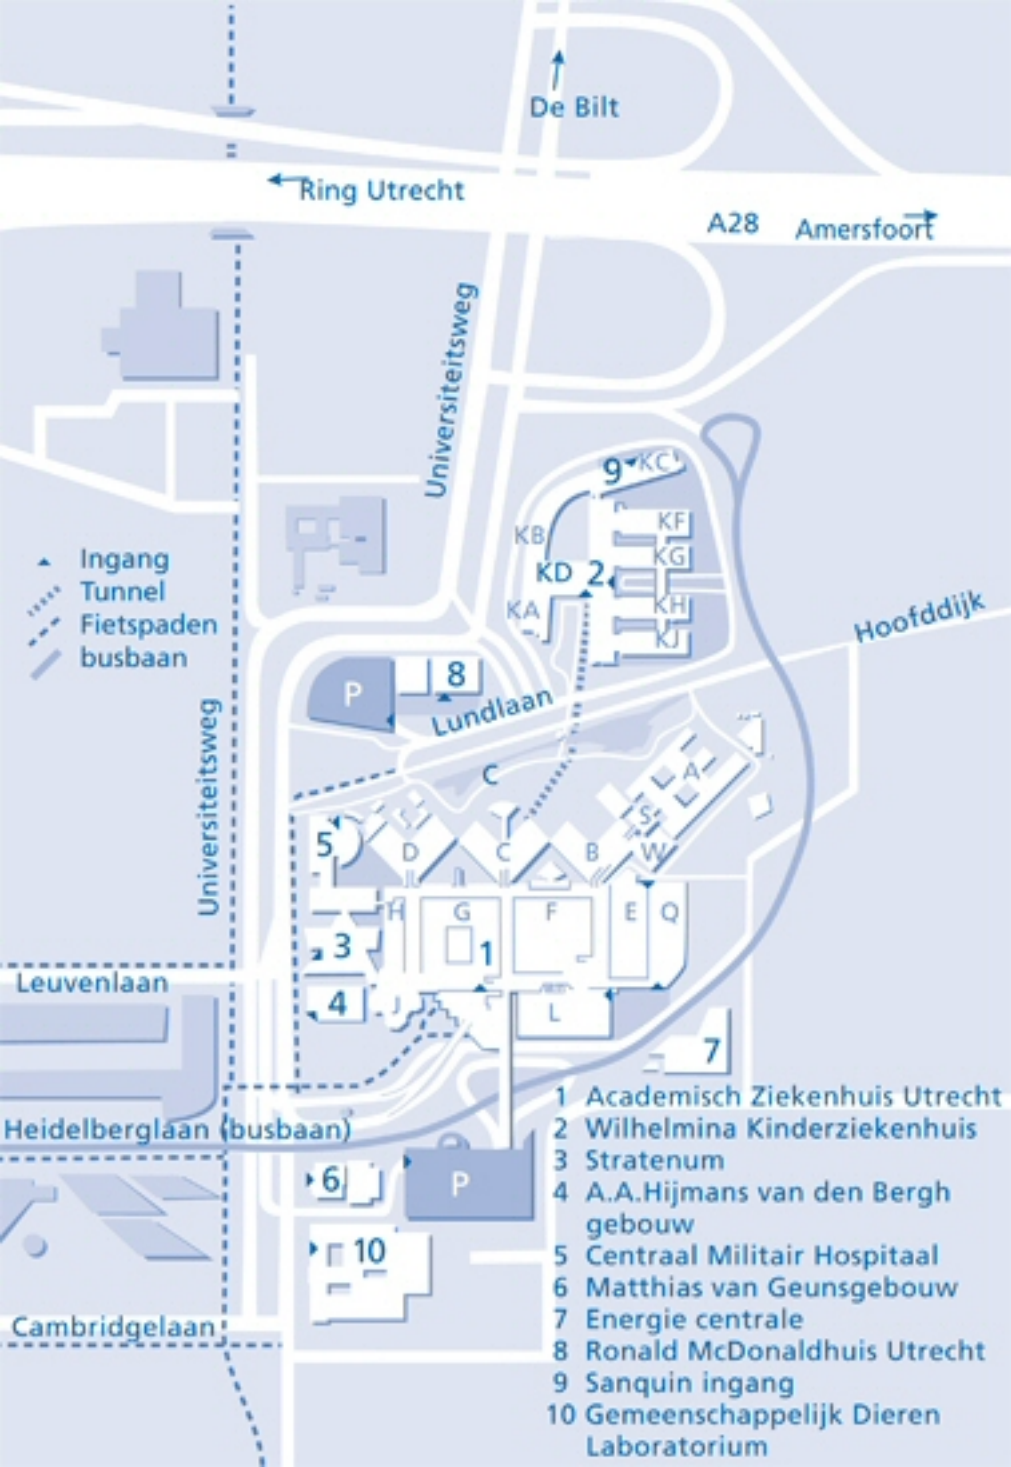 De Bilt
Ring Utrecht
A28
Amersfoort
Universiteitsweg
9
KC
KB
KF
KG
KD
2
KA
KH
KJ
Ingang
Tunnel
Fietspaden
busbaan
Hoofddijk
P
8
Lundlaan
Universiteitsweg
C
A
S
5
D
C
B
W
H
G
F
E
Q
3
1
Leuvenlaan
4
J
L
7
Heidelberglaan (busbaan)
6
P
10
Cambridgelaan
1 Academisch Ziekenhuis Utrecht
2 Wilhelmina Kinderziekenhuis
3 Stratenum
4 A.A.Hijmans van den Bergh
gebouw
5 Centraal Militair Hospitaal
6 Matthias van Geunsgebouw
7 Energie centrale
8 Ronald McDonaldhuis Utrecht
9 Sanquin ingang
10 Gemeenschappelijk Dieren
Laboratorium